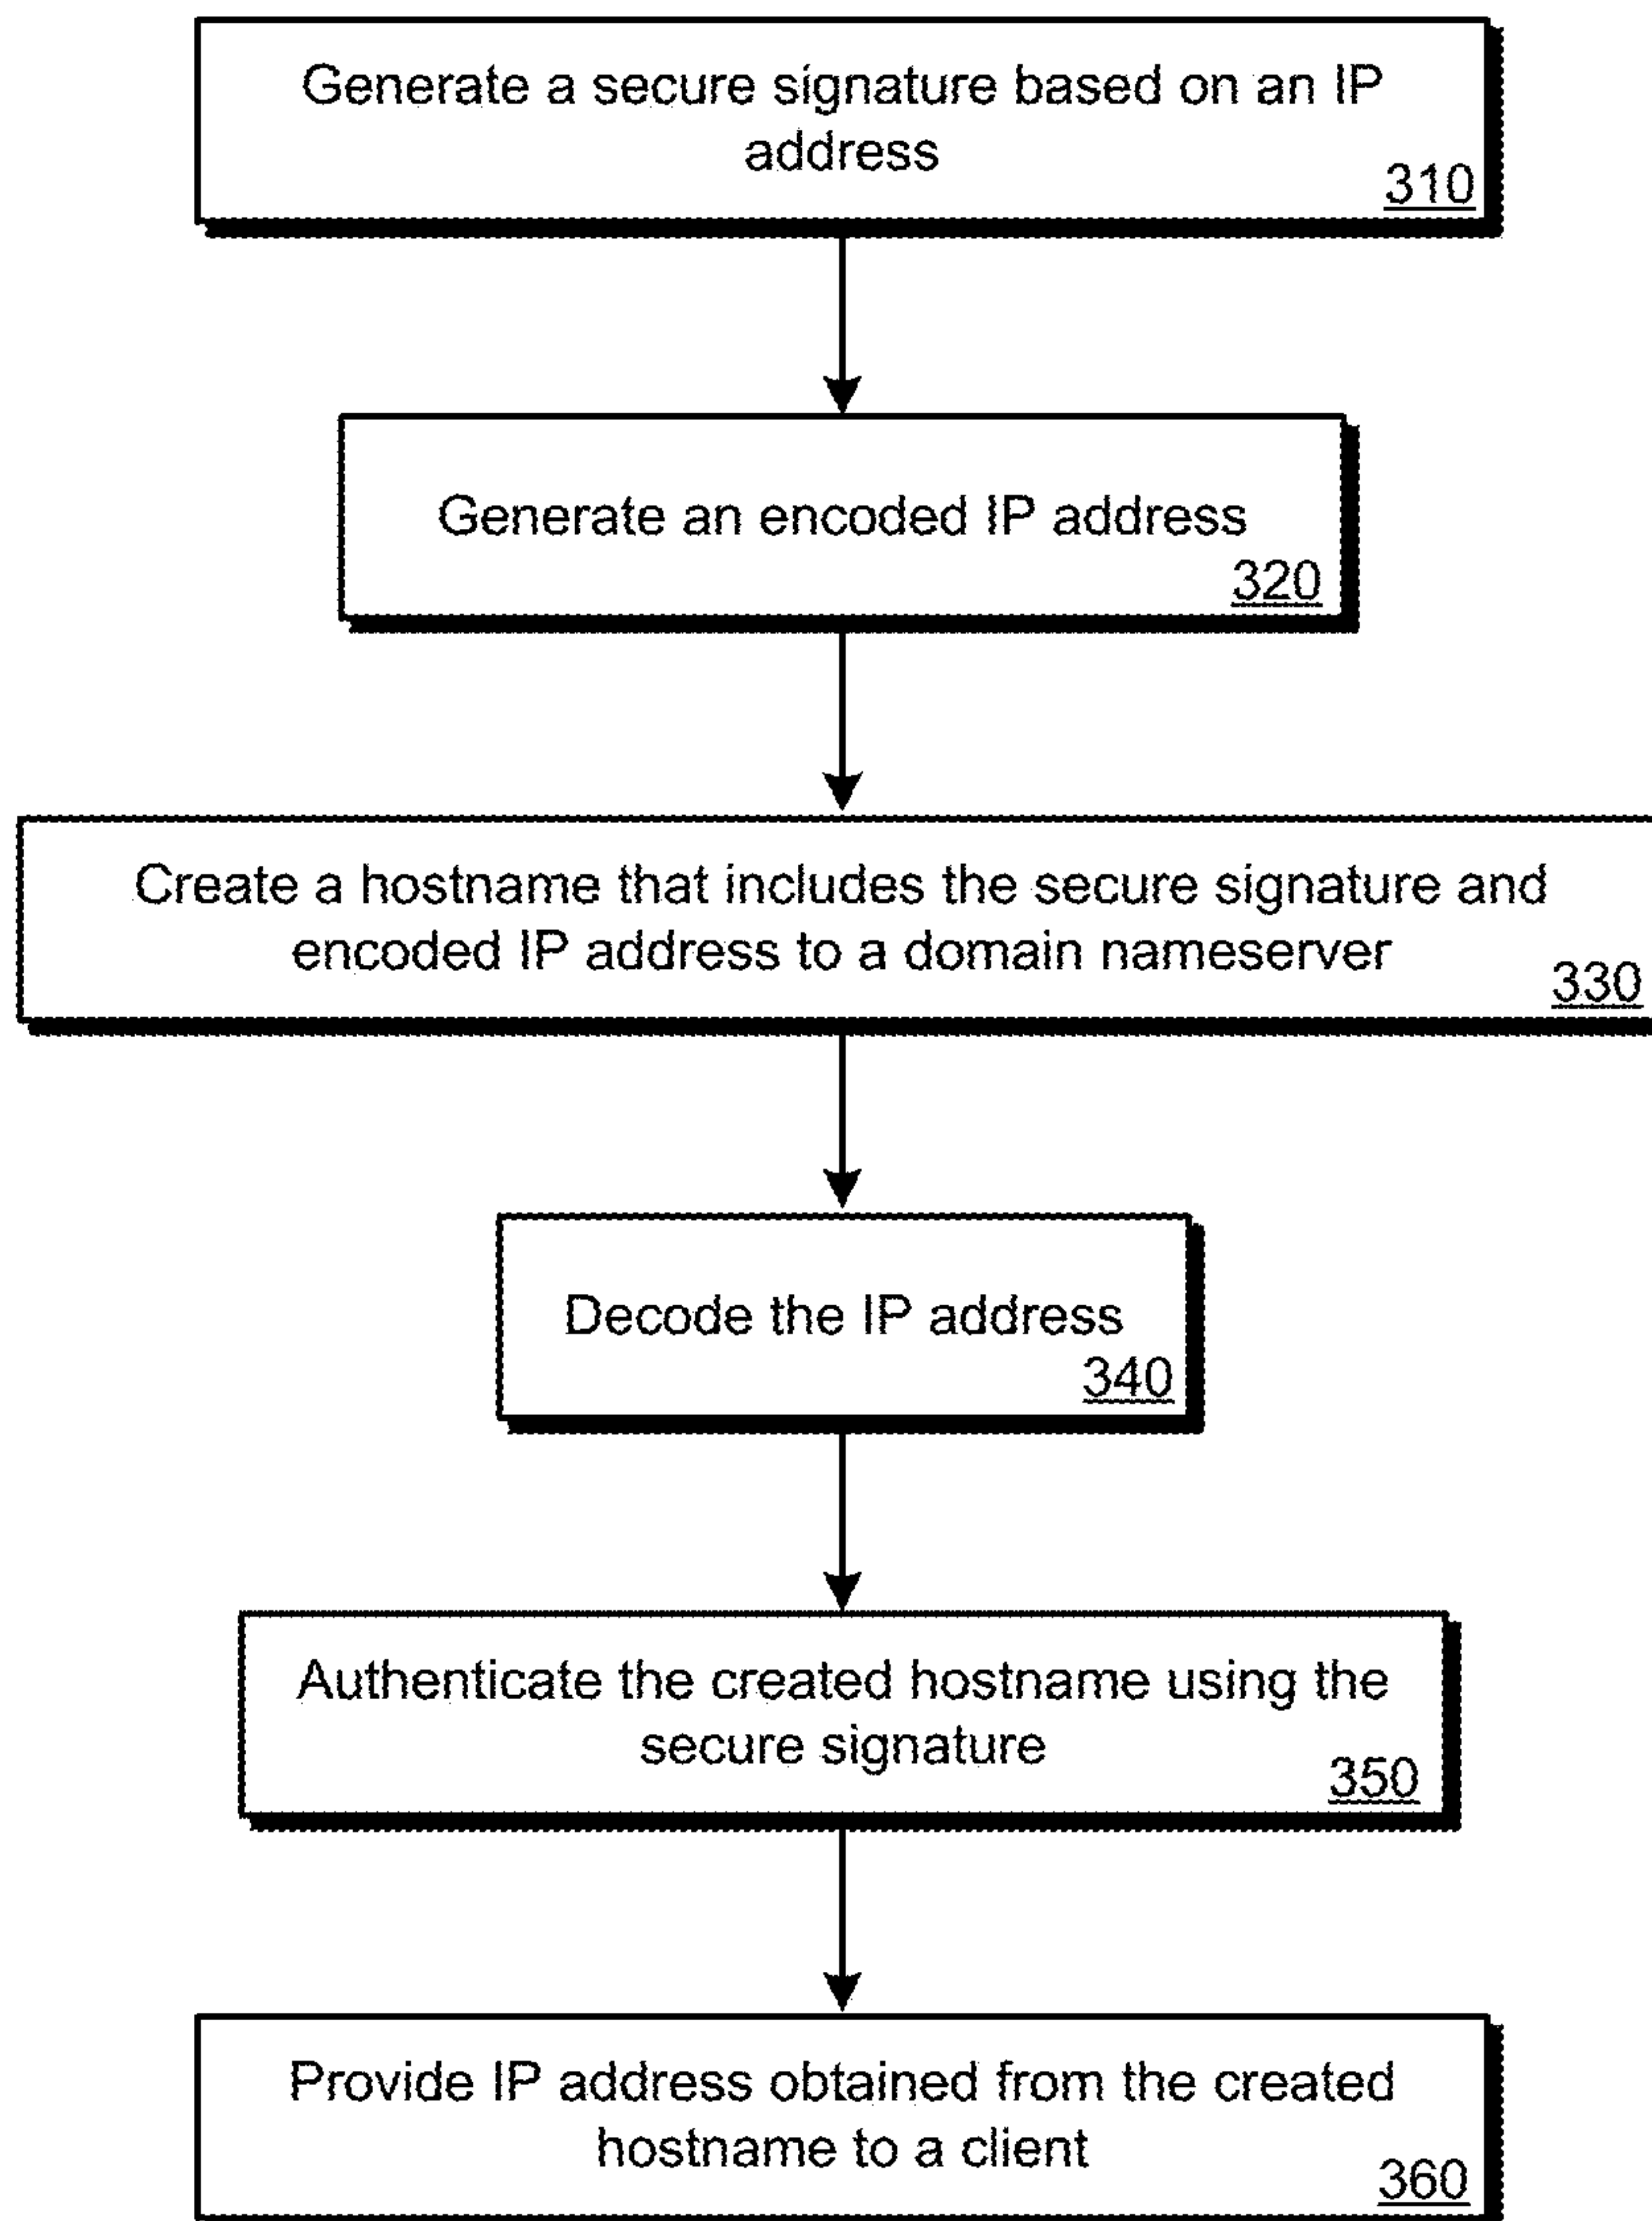 Generate a secure signature based on an IP
address
310
Generate an encoded IP address
320
Create a hostname that includes the secure signature and
encoded IP address to a domain nameserver
330
Decode the IP address
340
Authenticate the created hostname using the
secure signature
350
Provide IP address obtained from the created
hostname to a client
360